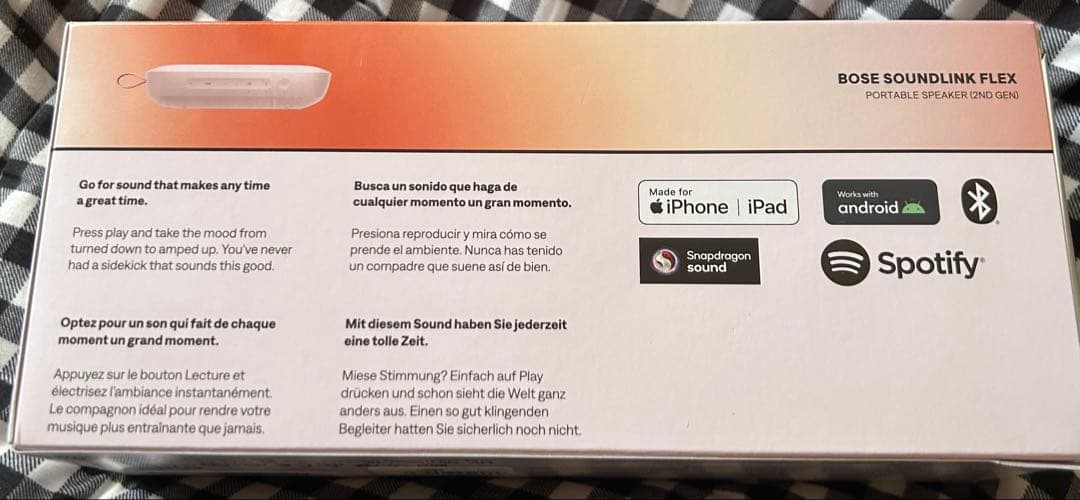 BOSE SOUNDLINK FLEX
PORTABLE SPEAKER (2ND GEN)
Go for sound that makes any time
a great time.
Press play and take the mood from
turned down to amped up. You've never
had a sidekick that sounds this good.
Busca un sonido que haga de
cualquier momento un gran momento.
Presiona reproducir y mira cómo se
prende el ambiente. Nunca has tenido
un compadre que suene así de bien.
Optez pour un son qui fait de chaque
moment un grand moment.
Appuyez sur le bouton Lecture et
électrisez l'ambiance instantanément.
Le compagnon idéal pour rendre votre
musique plus entraînante que jamais.
Mit diesem Sound haben Sie jederzeit
eine tolle Zeit.
Miese Stimmung? Einfach auf Play
drücken und schon sieht die Welt ganz
anders aus. Einen so gut klingenden
Begleiter hatten Sie sicherlich noch nicht.
Made for
iPhone | iPad
Works with
android
Snapdragon
sound
Spotify®